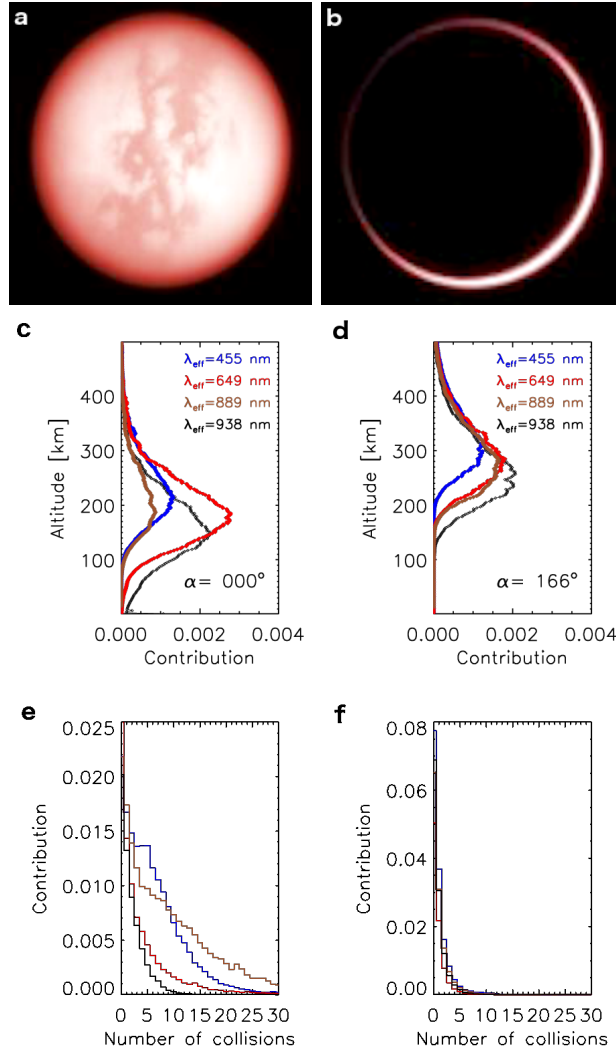 a
b
c
d
λeff=455 nm
λeff=649 nm
λeff=889 nm
λeff=938 nm
λeff=455 nm
λeff=649 nm
λeff=889 nm
λeff=938 nm
400
300
200
100
Altitude [km]
α= 000°
0.000 0.002 0.004
Contribution
400
300
200
100
Altitude [km]
α= 166°
0.000 0.002 0.004
Contribution
e
f
0.025
0.020
0.015
0.010
0.005
0.000
Contribution
0 5 10 15 20 25 30
Number of collisions
0.08
0.06
0.04
0.02
0.00
Contribution
0 5 10 15 20 25 30
Number of collisions